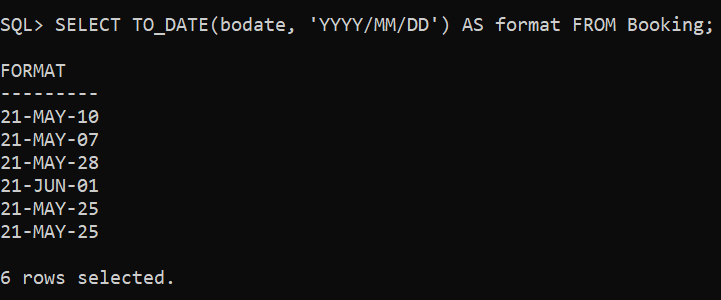 SQL> SELECT TO_DATE(bodate, 'YYYY/MM/DD') AS format FROM Booking;
FORMAT
---------
21-MAY-10
21-MAY-07
21-MAY-28
21-JUN-01
21-MAY-25
21-MAY-25
6 rows selected.